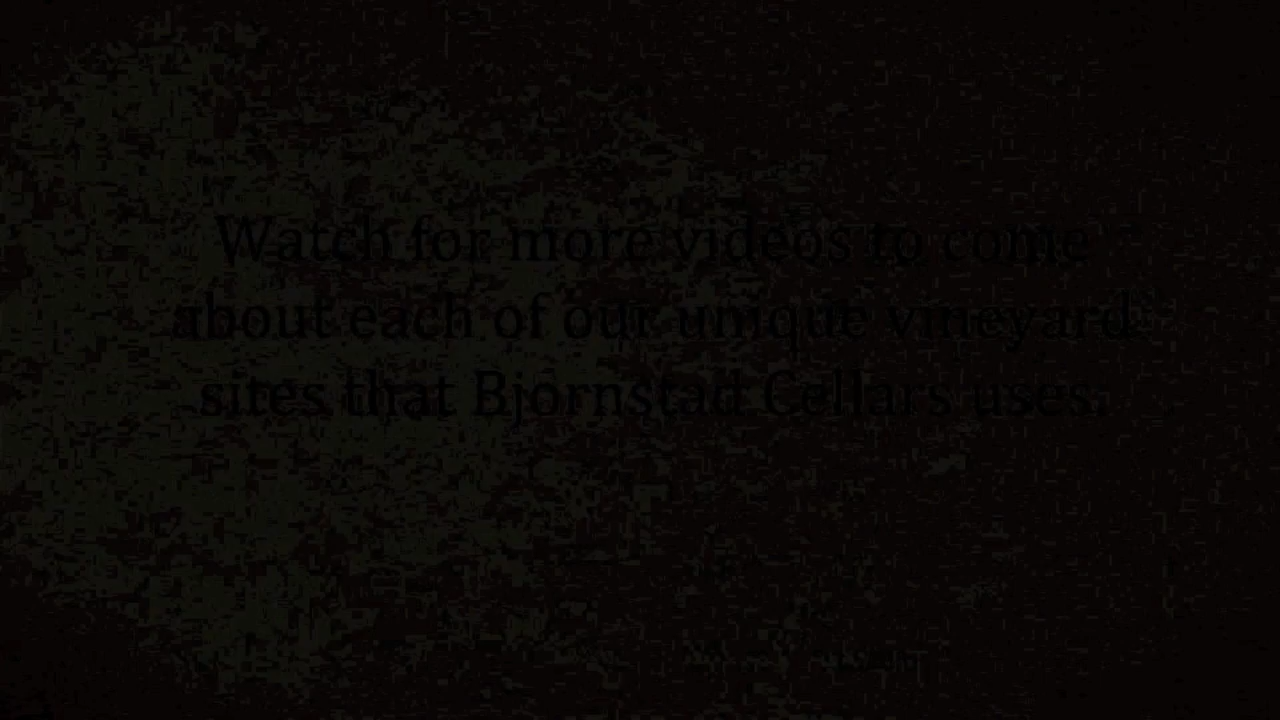 Watch for more videos to come
about each of our unique vineyard
sites that Bjornstad Cellars uses.